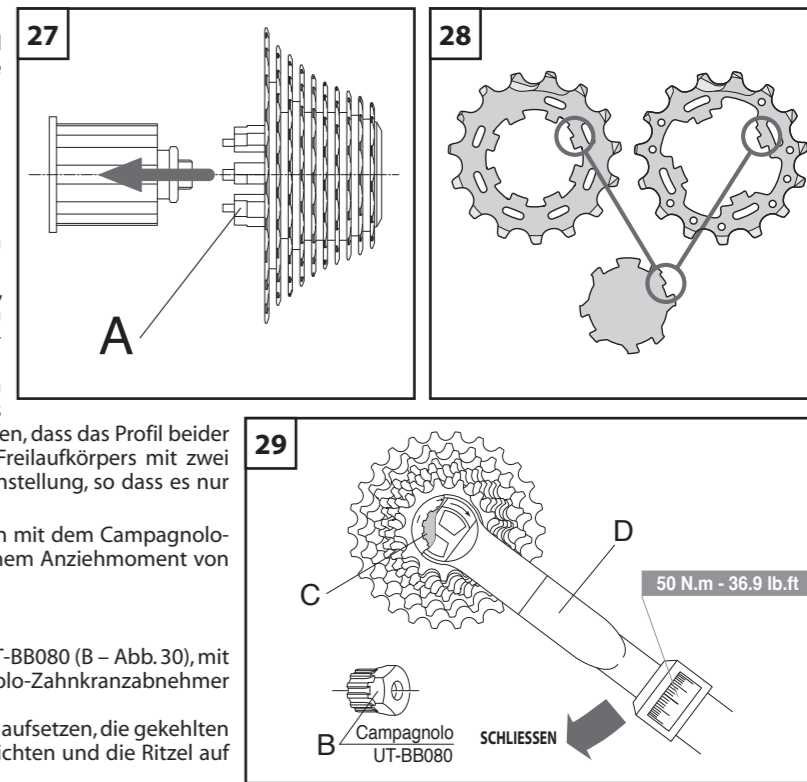 27
A
28
en, dass das Profil beider
Freilaufkörpers mit zwei
nstellung, so dass es nur
mit dem Campagnolo-
nem Anziehmoment von
T-BB080 (B – Abb. 30), mit
olo-Zahnkranzabnehmer
aufsetzen, die gekehlten
ichten und die Ritzel auf
29
C
D
50 N.m - 36.9 lb.ft
B
Campagnolo
UT-BB080
SCHLIESSEN